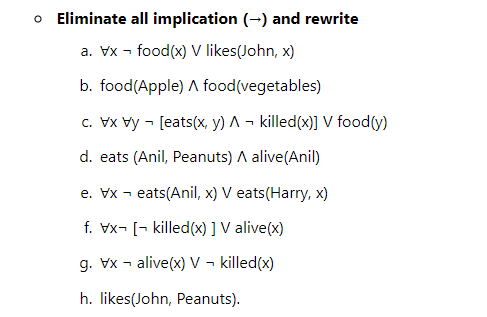 ○ Eliminate all implication (→) and rewrite
a. ∀x ¬ food(x) V likes(John, x)
b. food(Apple) Λ food(vegetables)
c. ∀x ∀y ¬ [eats(x, y) Λ ¬ killed(x)] V food(y)
d. eats (Anil, Peanuts) Λ alive(Anil)
e. ∀x ¬ eats(Anil, x) V eats(Harry, x)
f. ∀x¬ [¬ killed(x) ] V alive(x)
g. ∀x ¬ alive(x) V ¬ killed(x)
h. likes(John, Peanuts).